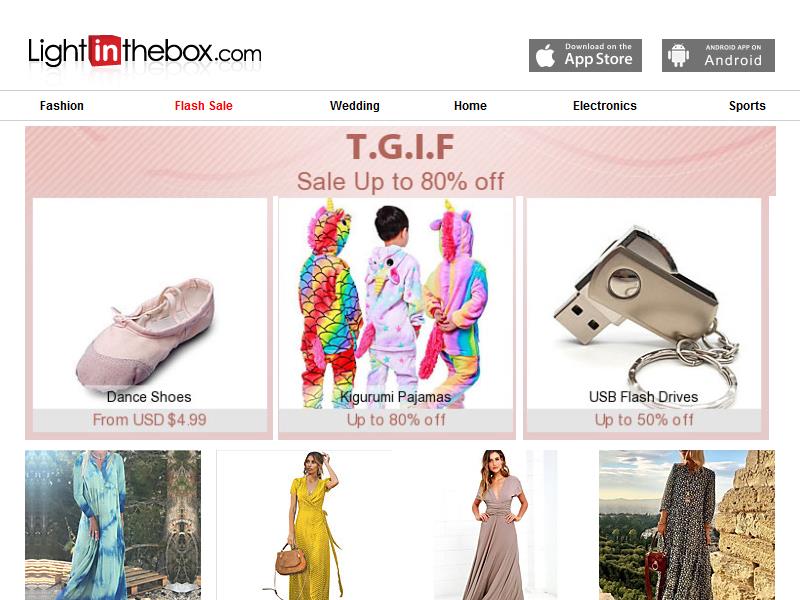 Lightinthebox.com
Download on the
App Store
ANDROID APP ON
Android
Fashion Flash Sale Wedding Home Electronics Sports
T.G.I.F
Sale Up to 80% off
Dance Shoes
From USD $4.99
Kigurumi Pajamas
Up to 80% off
USB Flash Drives
Up to 50% off